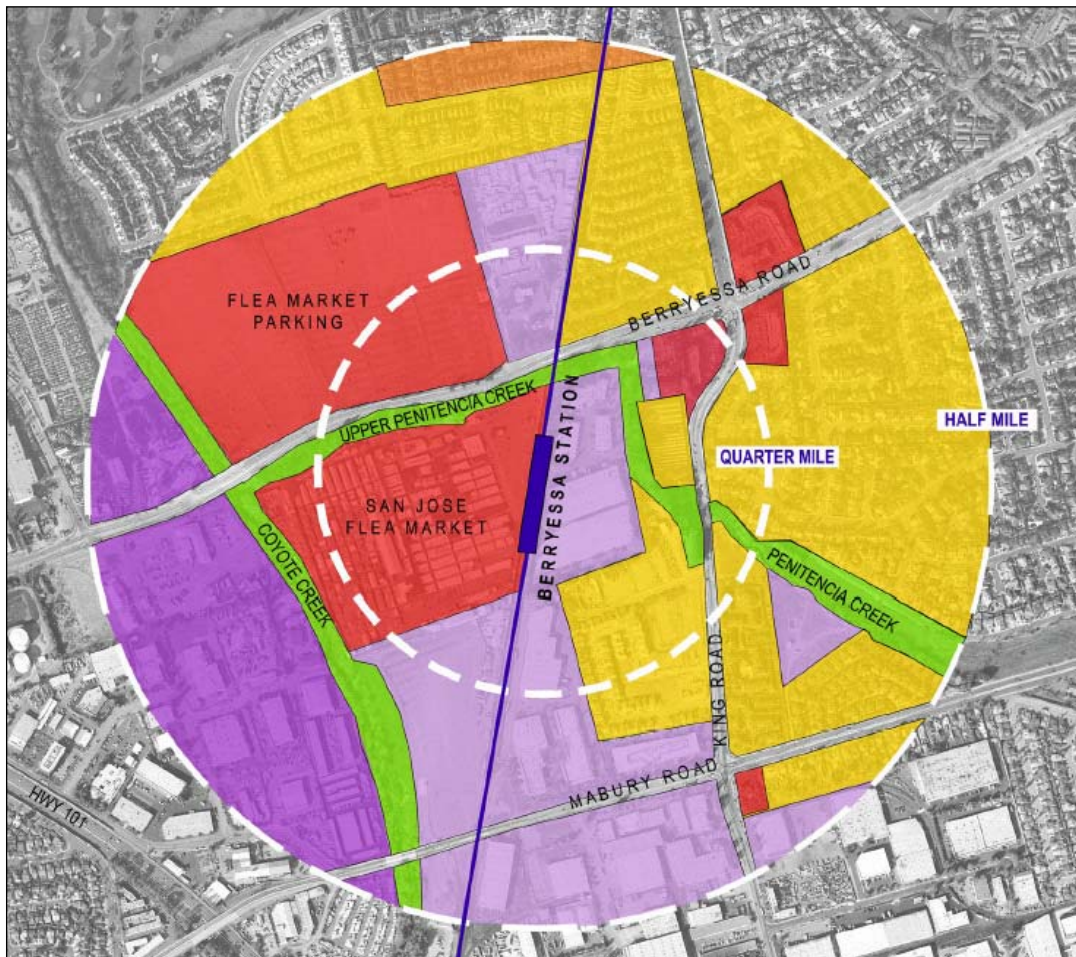 FLEA MARKET
PARKING
BERRYESSA ROAD
UPPER PENITENCIA CREEK
HALF MILE
QUARTER MILE
BERRYESSA STATION
SAN JOSE
FLEA MARKET
COYOTE CREEK
PENITENCIA CREEK
KING ROAD
MABURY ROAD
HWY 101